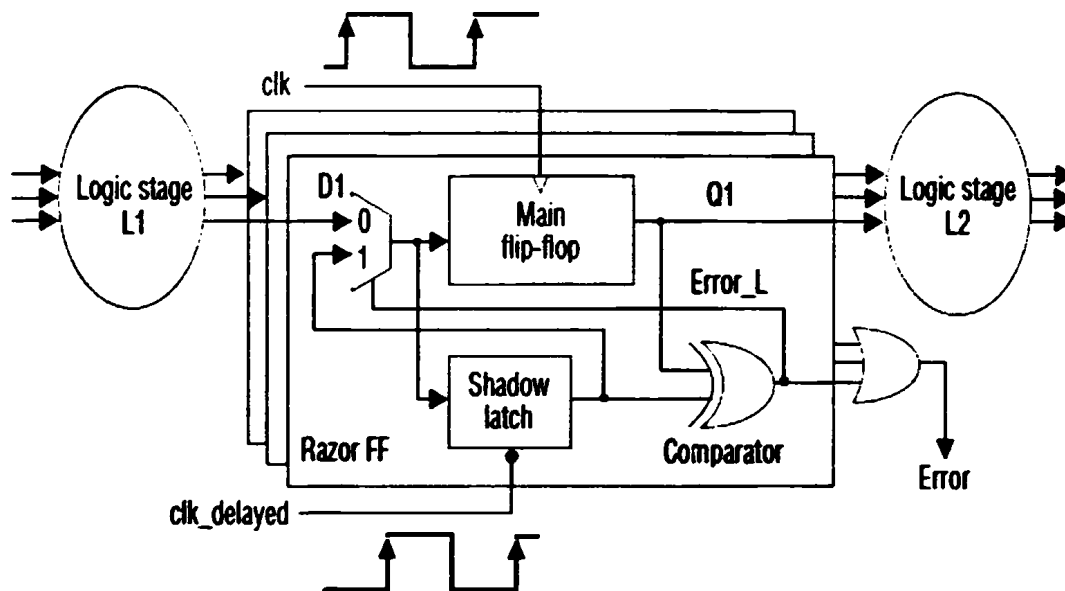 clk
Logic stage
L1
D1
0
1
Main
flip-flop
Q1
Logic stage
L2
Error_L
Shadow
latch
Razor FF
Comparator
Error
clk_delayed